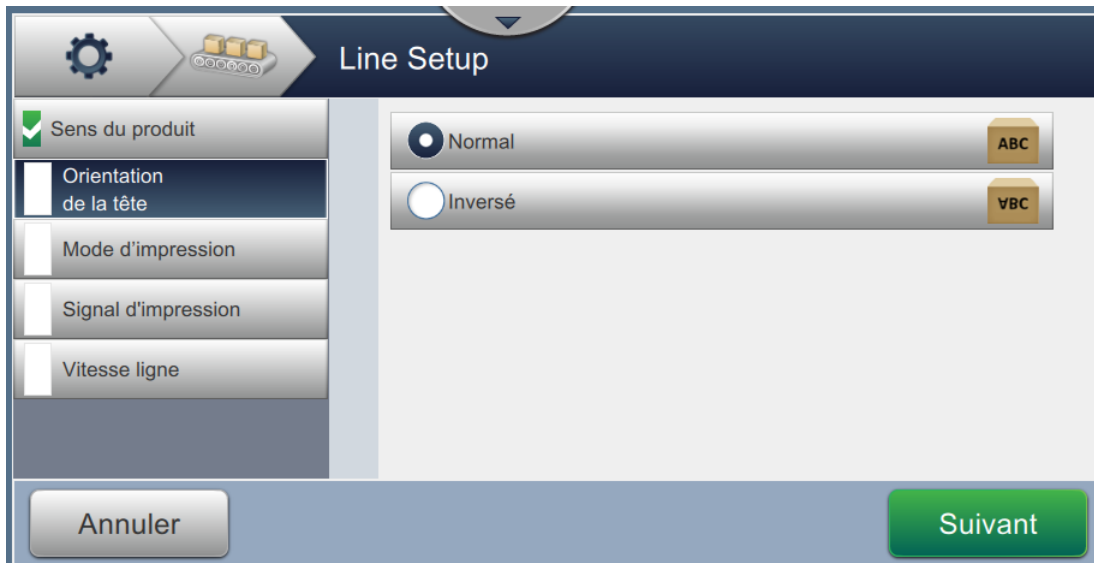 Line Setup
Sens du produit
Orientation
de la tête
Mode d’impression
Signal d'impression
Vitesse ligne
Normal
ABC
Inversé
ⱯBC
Annuler
Suivant